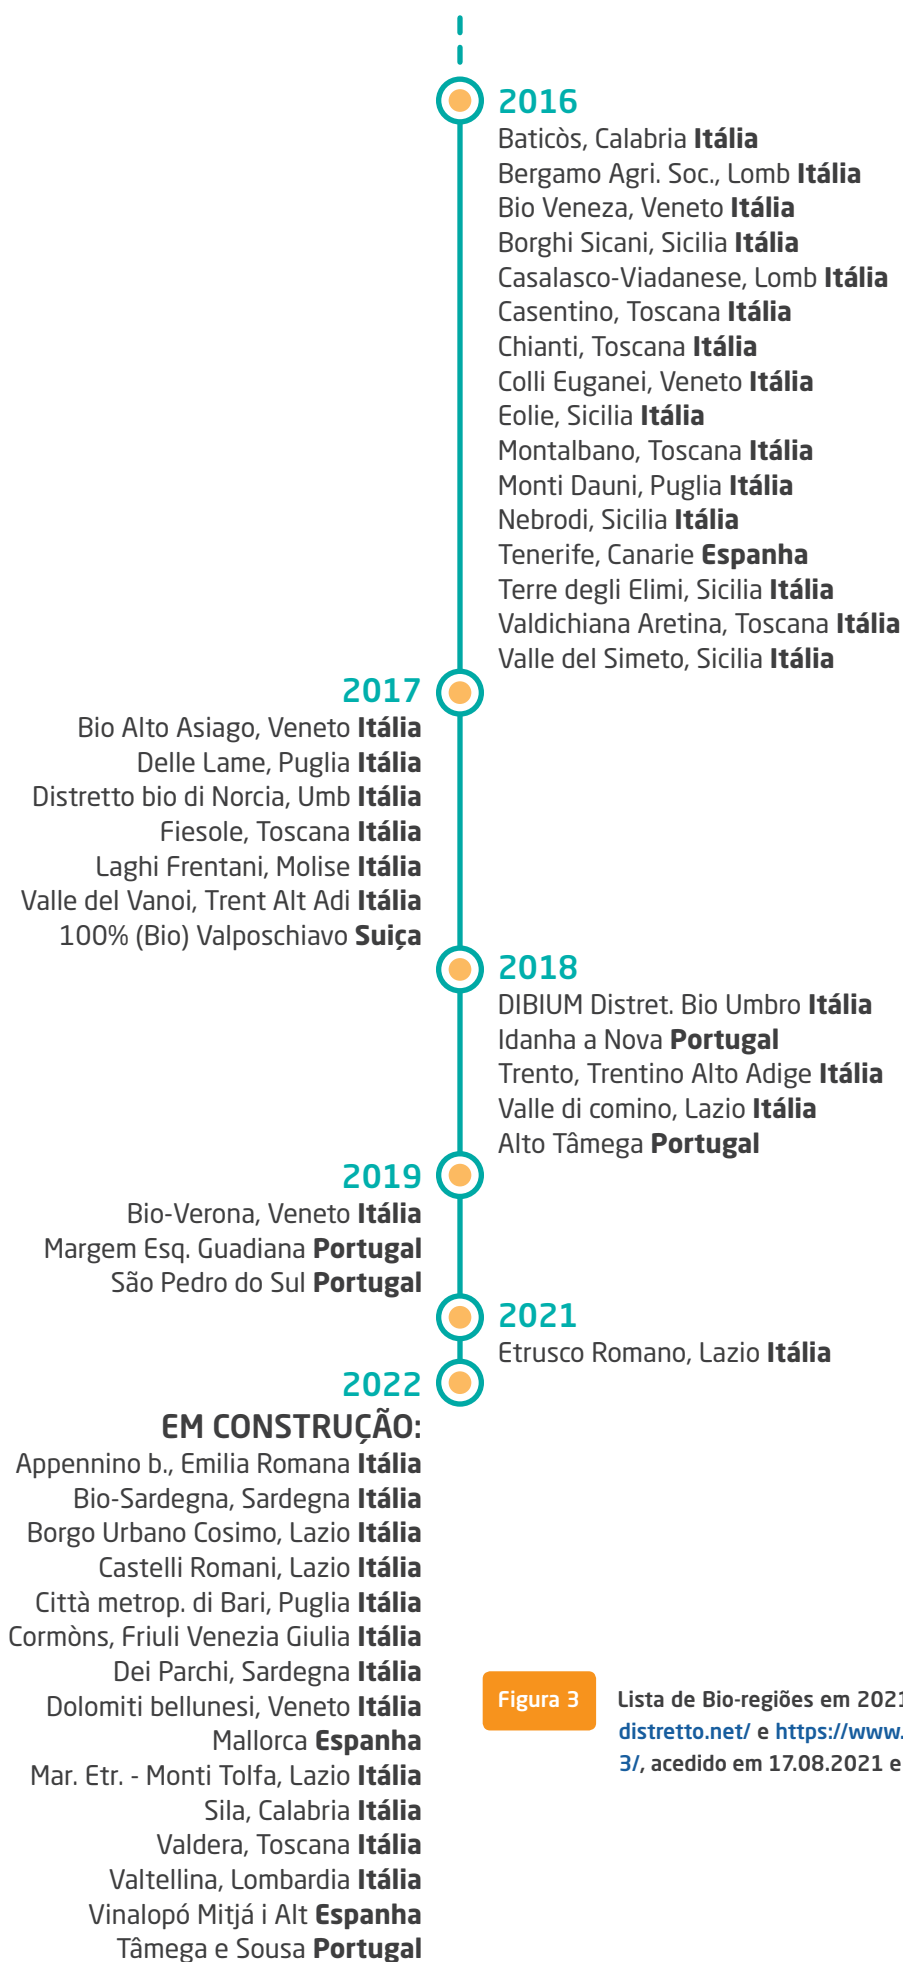 2016
Baticòs, Calabria Itália
Bergamo Agri. Soc., Lomb Itália
Bio Veneza, Veneto Itália
Borghi Sicani, Sicilia Itália
Casalasco-Viadanese, Lomb Itália
Casentino, Toscana Itália
Chianti, Toscana Itália
Colli Euganei, Veneto Itália
Eolie, Sicilia Itália
Montalbano, Toscana Itália
Monti Dauni, Puglia Itália
Nebrodi, Sicilia Itália
Tenerife, Canarie Espanha
Terre degli Elimi, Sicilia Itália
Valdichiana Aretina, Toscana Itália
Valle del Simeto, Sicilia Itália
2017
Bio Alto Asiago, Veneto Itália
Delle Lame, Puglia Itália
Distretto bio di Norcia, Umb Itália
Fiesole, Toscana Itália
Laghi Frentani, Molise Itália
Valle del Vanoi, Trent Alt Adi Itália
100% (Bio) Valposchiavo Suiça
2018
DIBIUM Distret. Bio Umbro Itália
Idanha a Nova Portugal
Trento, Trentino Alto Adige Itália
Valle di comino, Lazio Itália
Alto Tâmega Portugal
2019
Bio-Verona, Veneto Itália
Margem Esq. Guadiana Portugal
São Pedro do Sul Portugal
2021
Etrusco Romano, Lazio Itália
2022
EM CONSTRUÇÃO:
Appennino b., Emilia Romana Itália
Bio-Sardegna, Sardegna Itália
Borgo Urbano Cosimo, Lazio Itália
Castelli Romani, Lazio Itália
Città metrop. di Bari, Puglia Itália
Cormòns, Friuli Venezia Giulia Itália
Dei Parchi, Sardegna Itália
Dolomiti bellunesi, Veneto Itália
Mallorca Espanha
Mar. Etr. - Monti Tolfa, Lazio Itália
Sila, Calabria Itália
Valdera, Toscana Itália
Valtellina, Lombardia Itália
Vinalopó Mitjá i Alt Espanha
Tâmega e Sousa Portugal
Figura 3
Lista de Bio-regiões em 2021
distretto.net/ e https://www.
3/, acedido em 17.08.2021 e